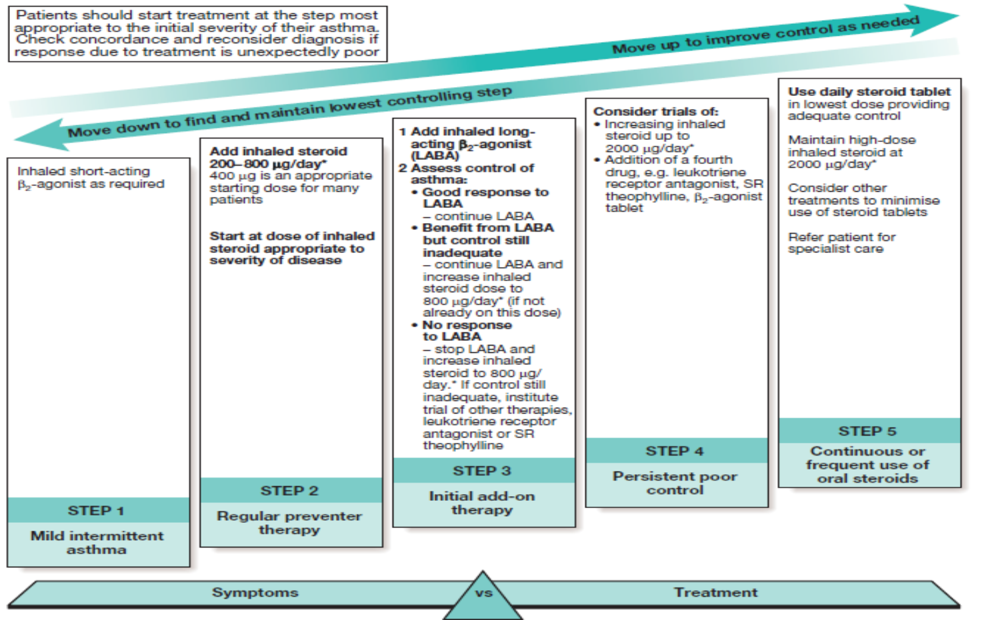 Patients should start treatment at the step most
appropriate to the initial severity of their asthma.
Check concordance and reconsider diagnosis if
response due to treatment is unexpectedly poor
Move up to improve control as needed
Move down to find and maintain lowest controlling step
Inhaled short-acting
β₂-agonist as required
STEP 1
Mild intermittent
asthma
Add inhaled steroid
200–800 μg/day*
400 μg is an appropriate
starting dose for many
patients
Start at dose of inhaled
steroid appropriate to
severity of disease
STEP 2
Regular preventer
therapy
1 Add inhaled long-
acting β₂-agonist
(LABA)
2 Assess control of
asthma:
• Good response to
LABA
– continue LABA
• Benefit from LABA
but control still
inadequate
– continue LABA and
increase inhaled
steroid dose to
800 μg/day* (if not
already on this dose)
• No response
to LABA
– stop LABA and
increase inhaled
steroid to 800 μg/
day.* If control still
inadequate, institute
trial of other therapies,
leukotriene receptor
antagonist or SR
theophylline
STEP 3
Initial add-on
therapy
Consider trials of:
• Increasing inhaled
steroid up to
2000 μg/day*
• Addition of a fourth
drug, e.g. leukotriene
receptor antagonist, SR
theophylline, β₂-agonist
tablet
STEP 4
Persistent poor
control
Use daily steroid tablet
in lowest dose providing
adequate control
Maintain high-dose
inhaled steroid at
2000 μg/day*
Consider other
treatments to minimise
use of steroid tablets
Refer patient for
specialist care
STEP 5
Continuous or
frequent use of
oral steroids
Symptoms
vs
Treatment